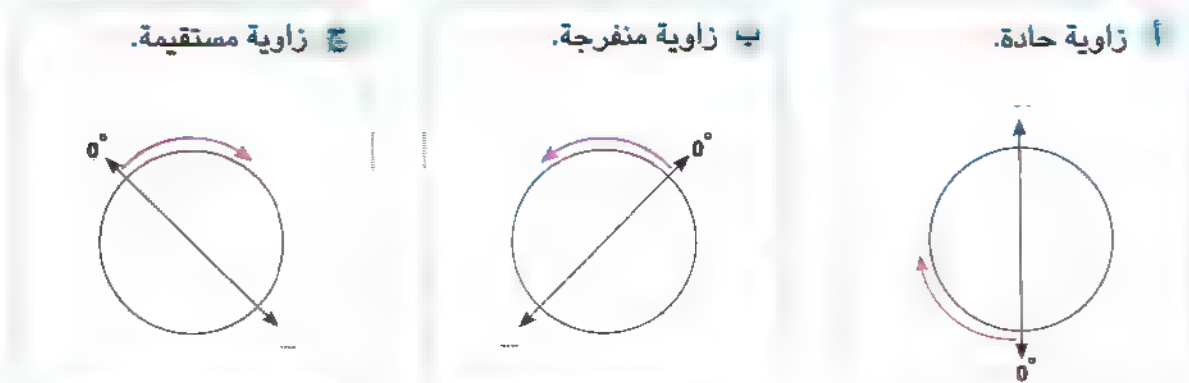 أ زاوية حادة.
ب زاوية منفرجة.
ج زاوية مستقيمة.
0°
0°
0°